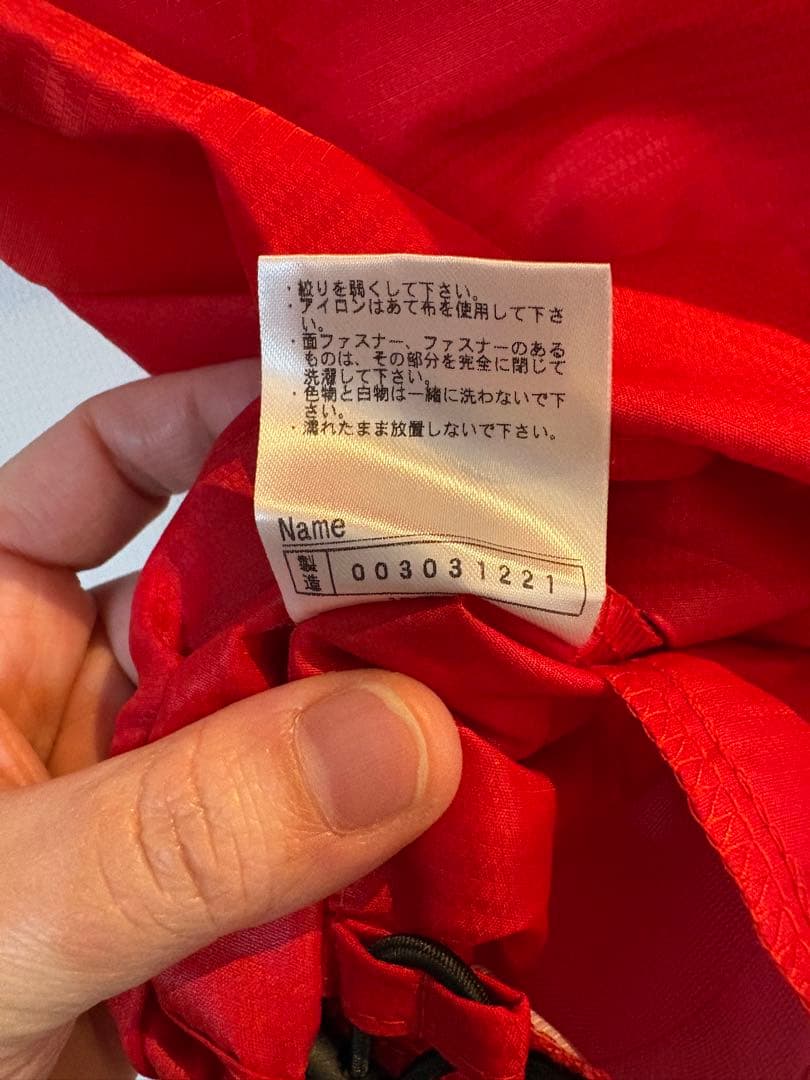 ・絞りを弱くして下さい。
・アイロンはあて布を使用して下さ
い。
・面ファスナー、ファスナーのある
ものは、その部分を完全に閉じて
洗濯して下さい。
・色物と白物は一緒に洗わないで下
さい。
・濡れたまま放置しないで下さい。
Name
製造 003031221